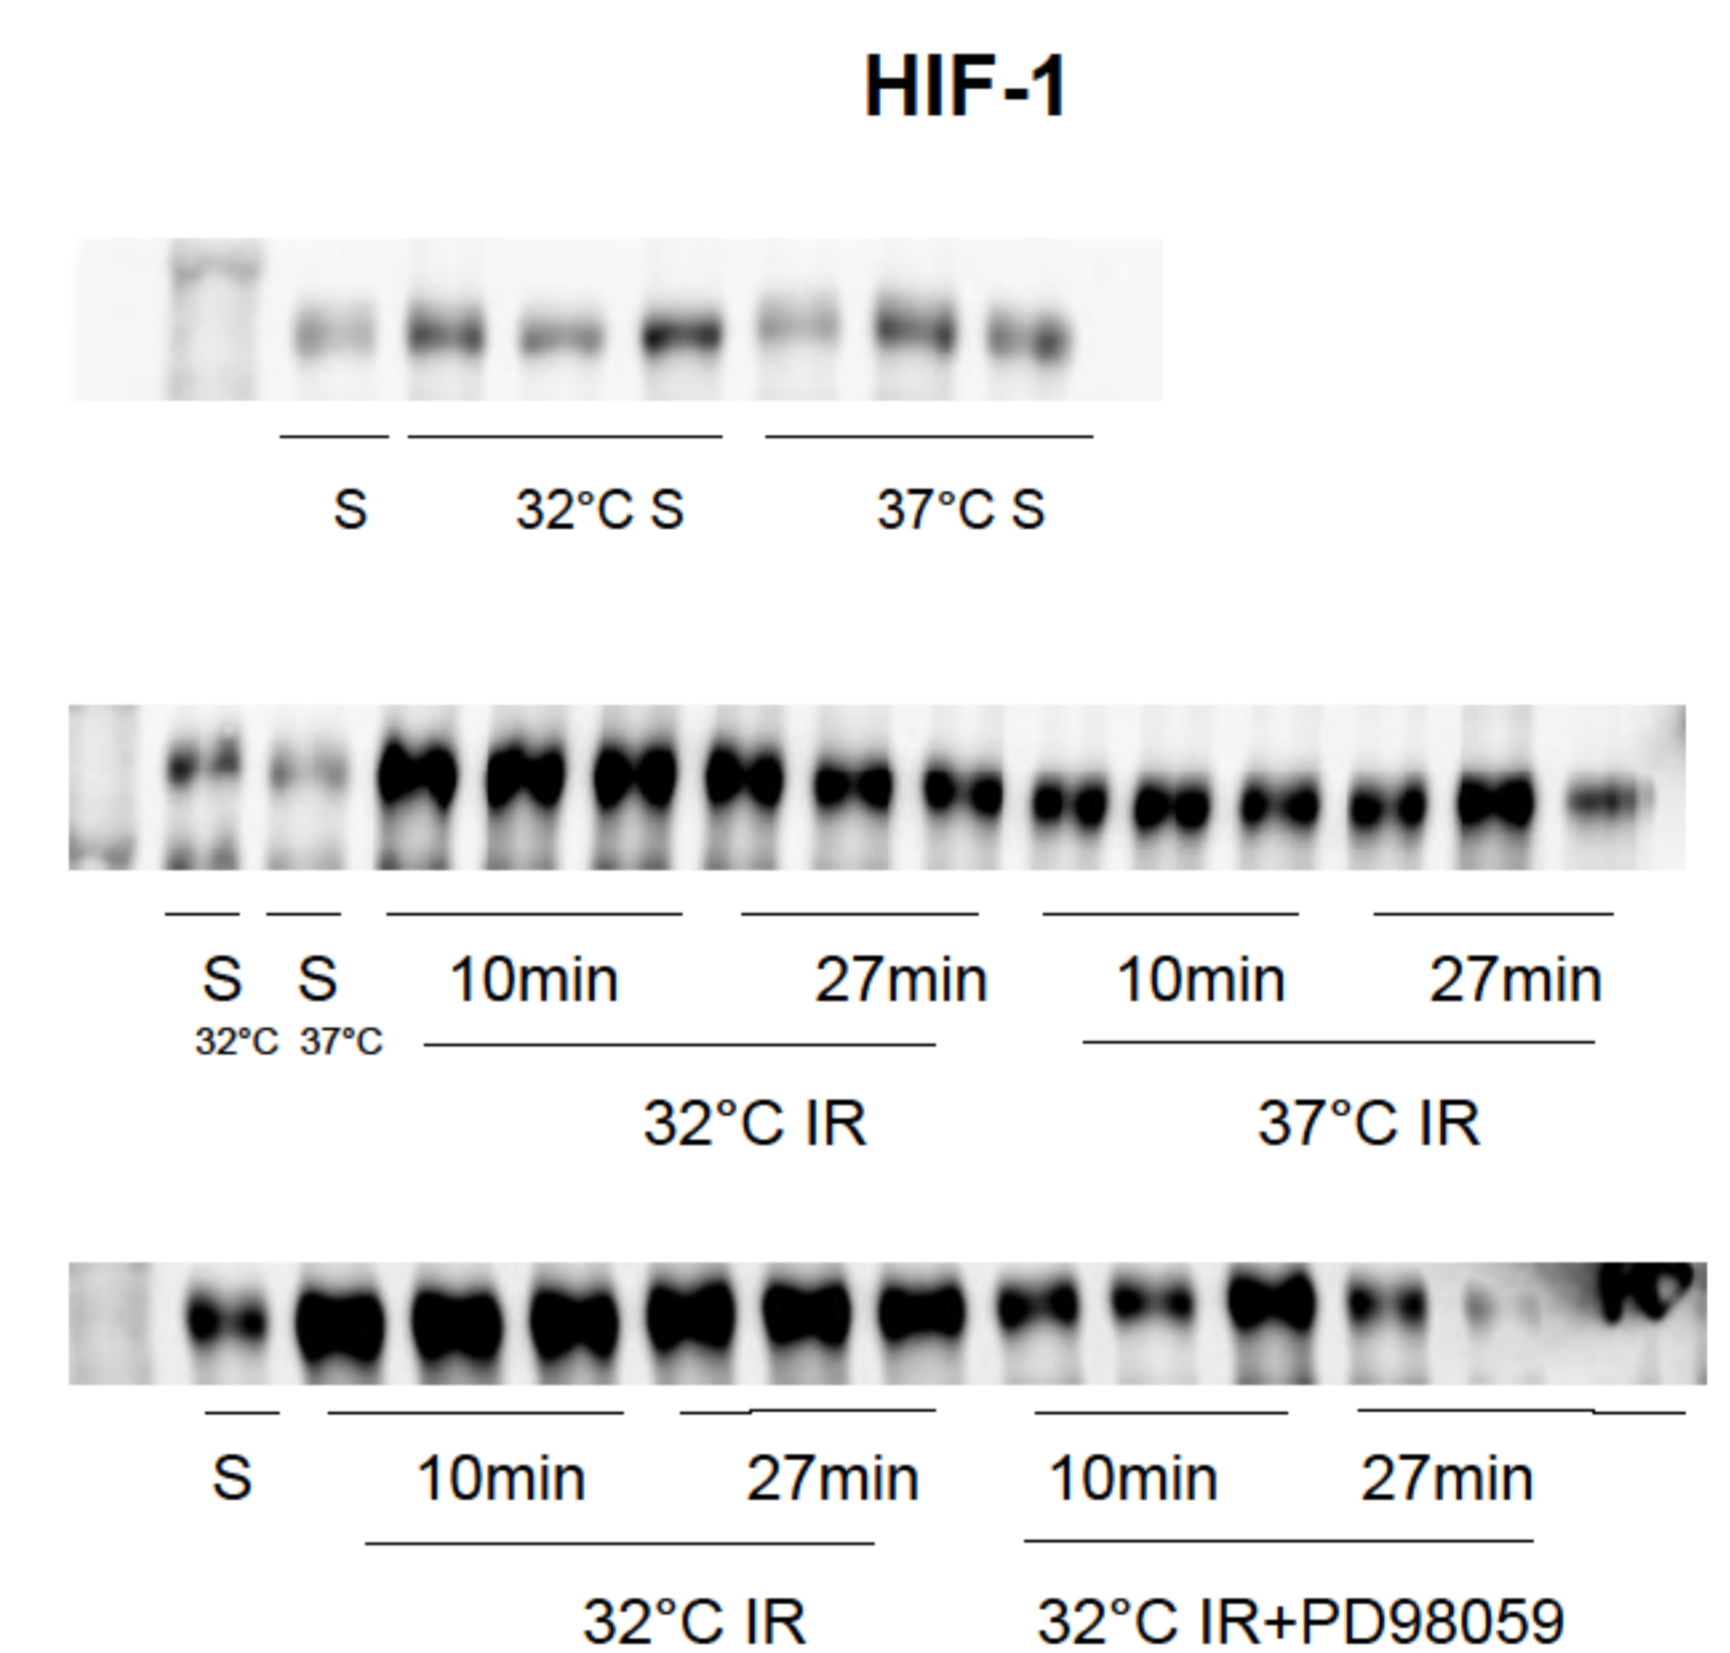 HIF-1
S 32°C S 37°C S
S S 10min 27min 10min 27min
32°C 37°C
32°C IR 37°C IR
S 10min 27min 10min 27min
32°C IR 32°C IR+PD98059